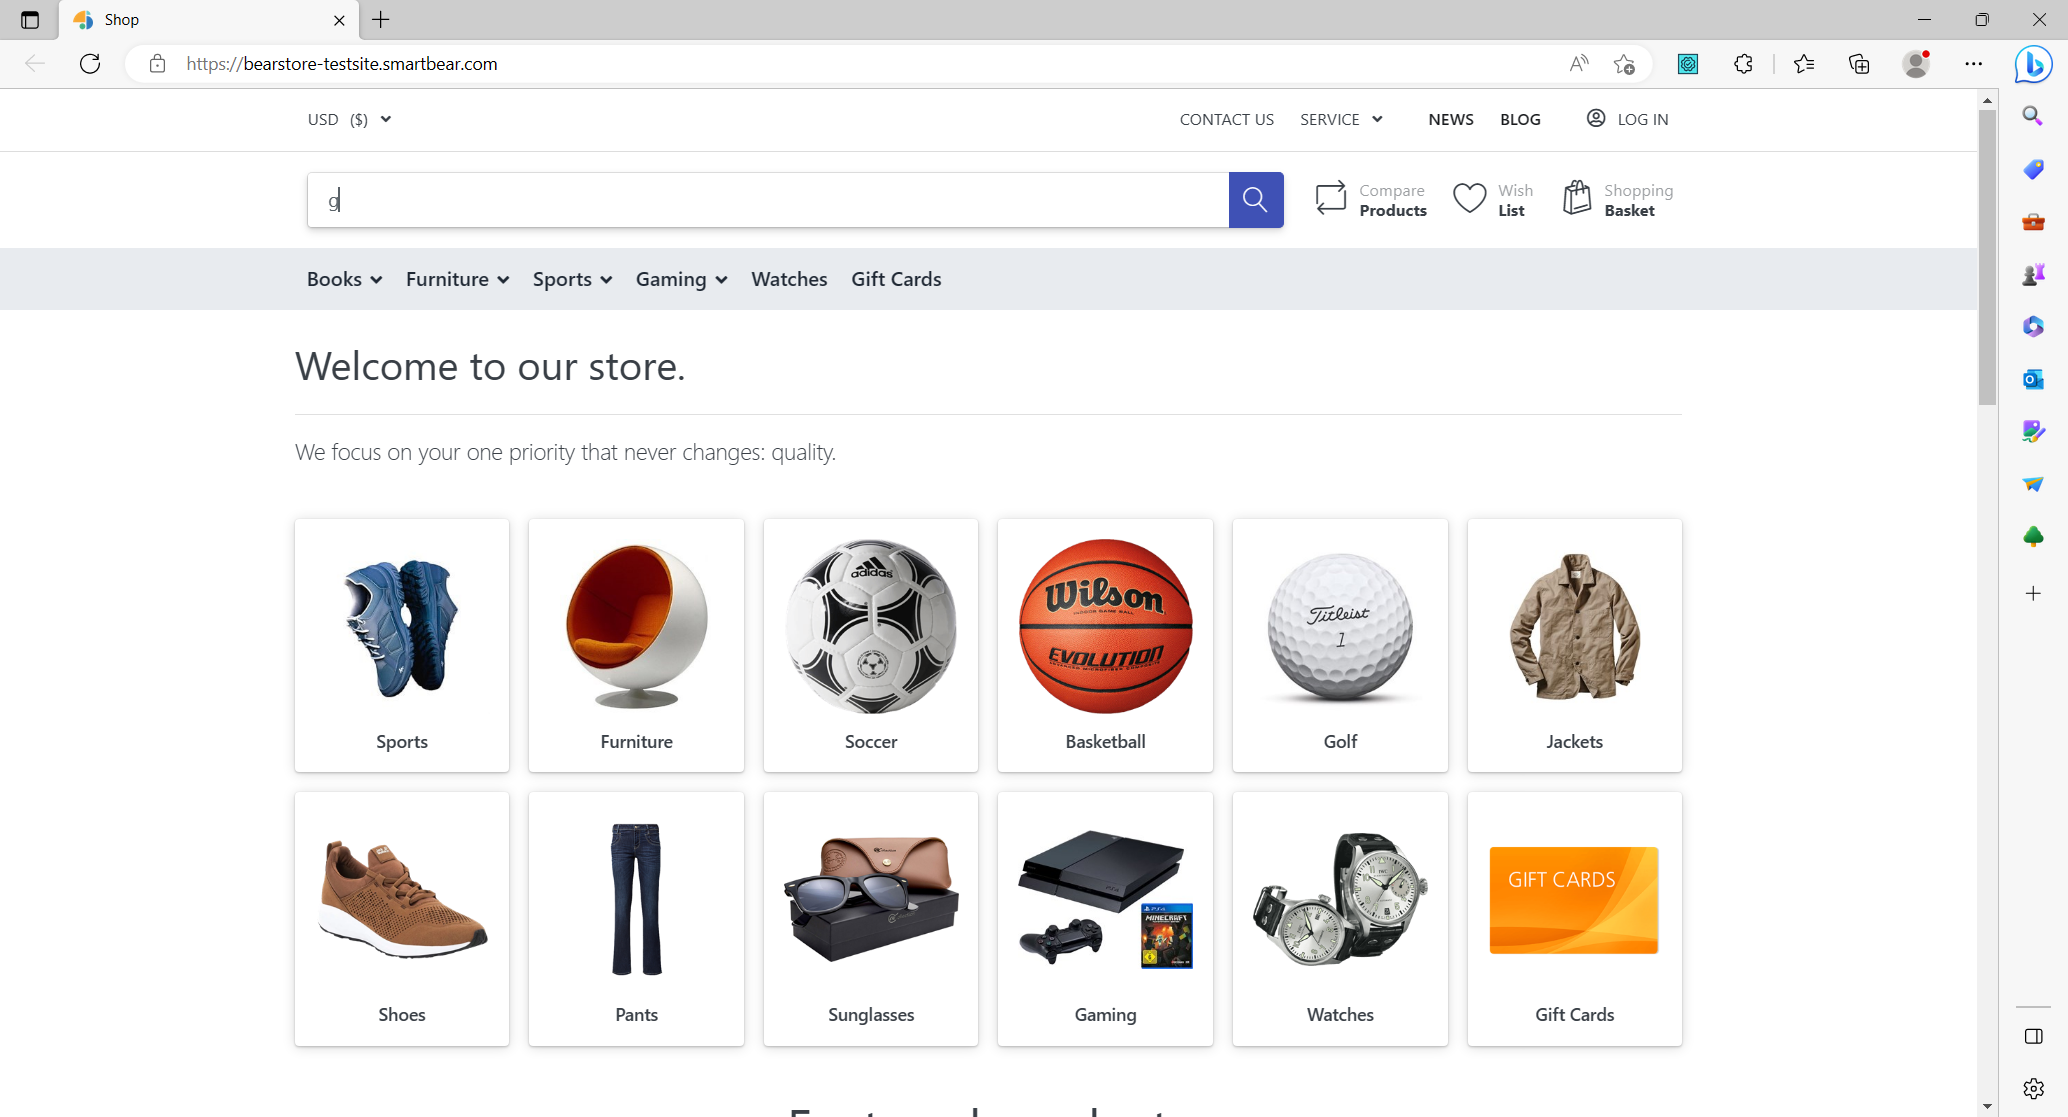 Shop
https://bearstore-testsite.smartbear.com
USD ($)
CONTACT US SERVICE NEWS BLOG LOG IN
g
Compare Products
Wish List
Shopping Basket
Books Furniture Sports Gaming Watches Gift Cards
Welcome to our store.
We focus on your one priority that never changes: quality.
adidas
Wilson
EVOLUTION
Titleist
1
Sports Furniture Soccer Basketball Golf Jackets
MINECRAFT
GIFT CARDS
Shoes Pants Sunglasses Gaming Watches Gift Cards